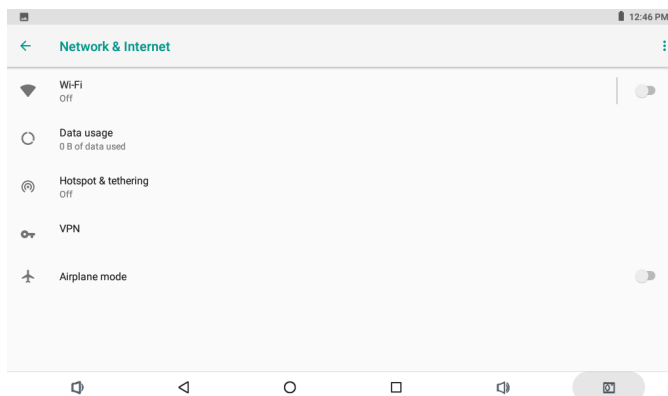 12:46 PM
Network & Internet
Wi-Fi
Off
Data usage
0 B of data used
Hotspot & tethering
Off
VPN
Airplane mode